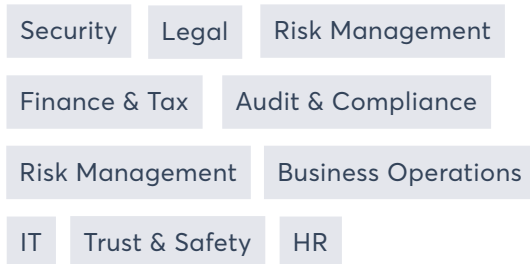 Security Legal Risk Management
Finance & Tax Audit & Compliance
Risk Management Business Operations
IT Trust & Safety HR